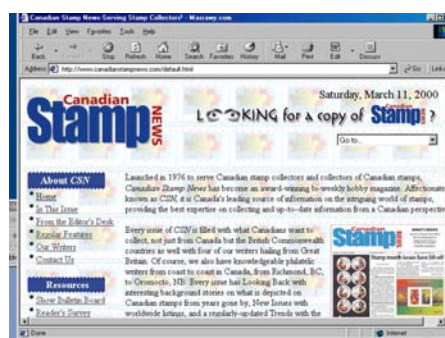 Canadian Stamp News-Serving Stamp Collectors! - Masrawy.com
File Edit View Favorites Tools Help
Back Stop Refresh Home Search Favorites History Mail Print Edit Discuss
Address http://www.canadianstampnews.com/default.html Go Links
Saturday, March 11, 2000
Canadian
Stamp NEWS
LOOKING for a copy of Stamp NEWS ?
Go to...
About CSN
Home
In This Issue
From the Editor's Desk
Regular Features
Our Writers
Contact Us
Resources
Show Bulletin Board
Reader's Survey
Launched in 1976 to serve Canadian stamp collectors and collectors of Canadian stamps,
Canadian Stamp News has become an award-winning bi-weekly hobby magazine. Affectionate
known as CSN, it is Canada's leading source of information on the intriguing world of stamps,
providing the best expertise on collecting and up-to-date information from a Canadian perspectiv
Every issue of CSN is filled with what Canadians want to
collect, not just from Canada but the British Commonwealth
countries as well with four of our writers hailing from Great
Britain. Of course, we also have knowledgeable philatelic
writers from coast to coast in Canada, from Richmond, BC,
to Oromocto, NB. Every issue has Looking Back with
interesting background stories on what is depicted on
Canadian stamps from years gone by, New Issues with
worldwide listings, and a regularly-updated Trends with the
Stamp
Stamp month issues have lift-off
Done
Internet